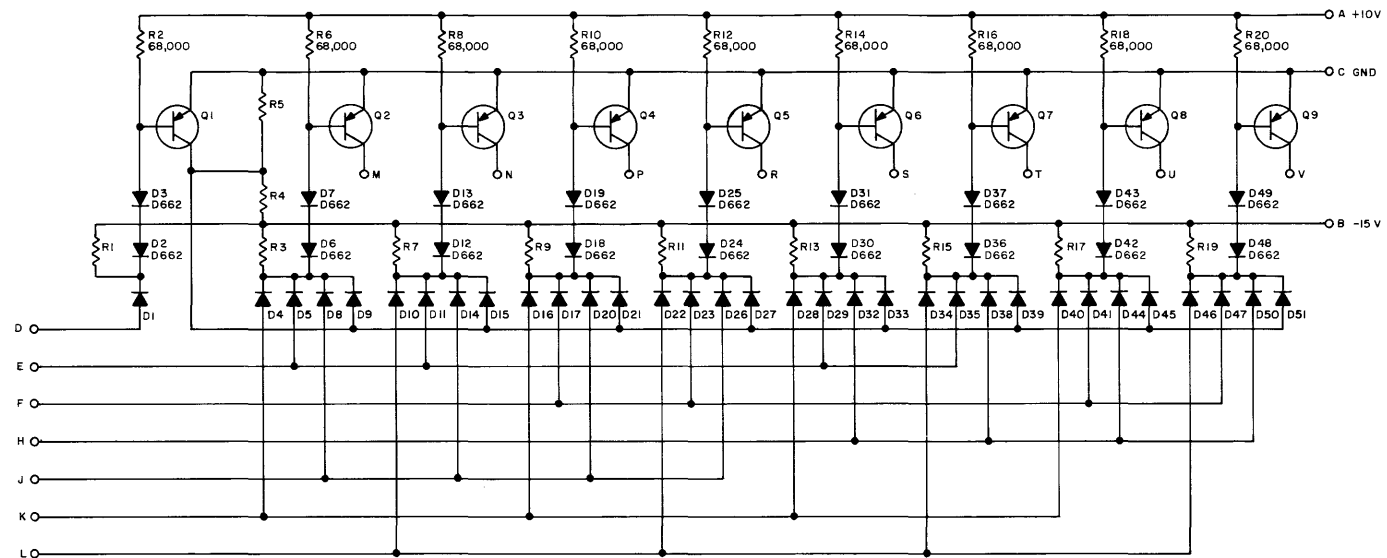 A +10V
R2 R6 R8 R10 R12 R14 R16 R18 R20
68,000 68,000 68,000 68,000 68,000 68,000 68,000 68,000 68,000
C GND
R5
Q1 Q2 Q3 Q4 Q5 Q6 Q7 Q8 Q9
M N P R S T U V
D3 R4 D7 D13 D19 D25 D31 D37 D43 D49
D662 D662 D662 D662 D662 D662 D662 D662 D662
B -15V
R1 D2 R3 D6 R7 D12 R9 D18 R11 D24 R13 D30 R15 D36 R17 D42 R19 D48
D662 D662 D662 D662 D662 D662 D662 D662 D662
D1 D4 D5 D8 D9 D10 D11 D14 D15 D16 D17 D20 D21 D22 D23 D26 D27 D28 D29 D32 D33 D34 D35 D38 D39 D40 D41 D44 D45 D46 D47 D50 D51
D
E
F
H
J
K
L